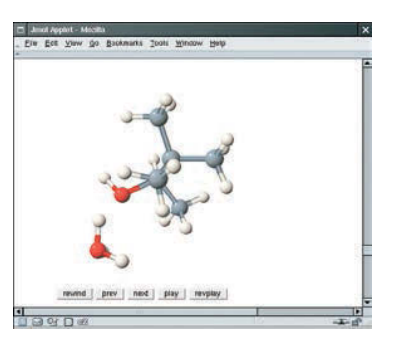 Jmol Applet - Mozilla
File Edit View Go Bookmarks Tools Window Help
rewind prev next play revplay